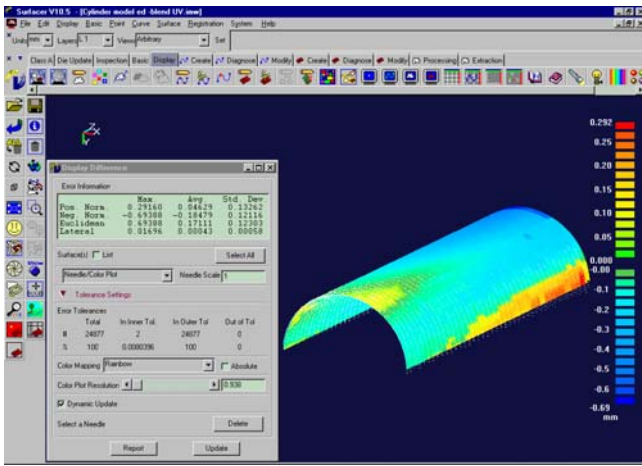 Surfacer V10.5 - [Cylinder model ed -blend UV.imw]
File Edit Display Basic Point Curve Surface Registration System Help
Units mm Layers L 1 Views Arbitrary Set
Class A Die Update Inspection Basic Display Create Diagnose Modify Create Diagnose Modify Processing Extraction
Z X
Y
Display Difference
Error Information
Max Avg Std. Dev
Pos. Norm. 0.29160 0.04629 0.13262
Neg. Norm. -0.69388 -0.18479 0.12116
Euclidean 0.69388 0.17111 0.12303
Lateral 0.01696 0.00043 0.00058
Surface(s) List Select All
Needle/Color Plot Needle Scale 1
Tolerance Settings
Error Tolerances
Total In Inner Tol. In Outer Tol Out of Tol
# 24877 2 24877 0
% 100 0.0080396 100 0
Color Mapping Rainbow Absolute
Color Plot Resolution 0.938
Dynamic Update
Select a Needle Delete
Report Update
0.292
0.25
0.20
0.15
0.10
0.05
0.000
-0.00
-0.1
-0.2
-0.3
-0.4
-0.5
-0.6
-0.69
mm